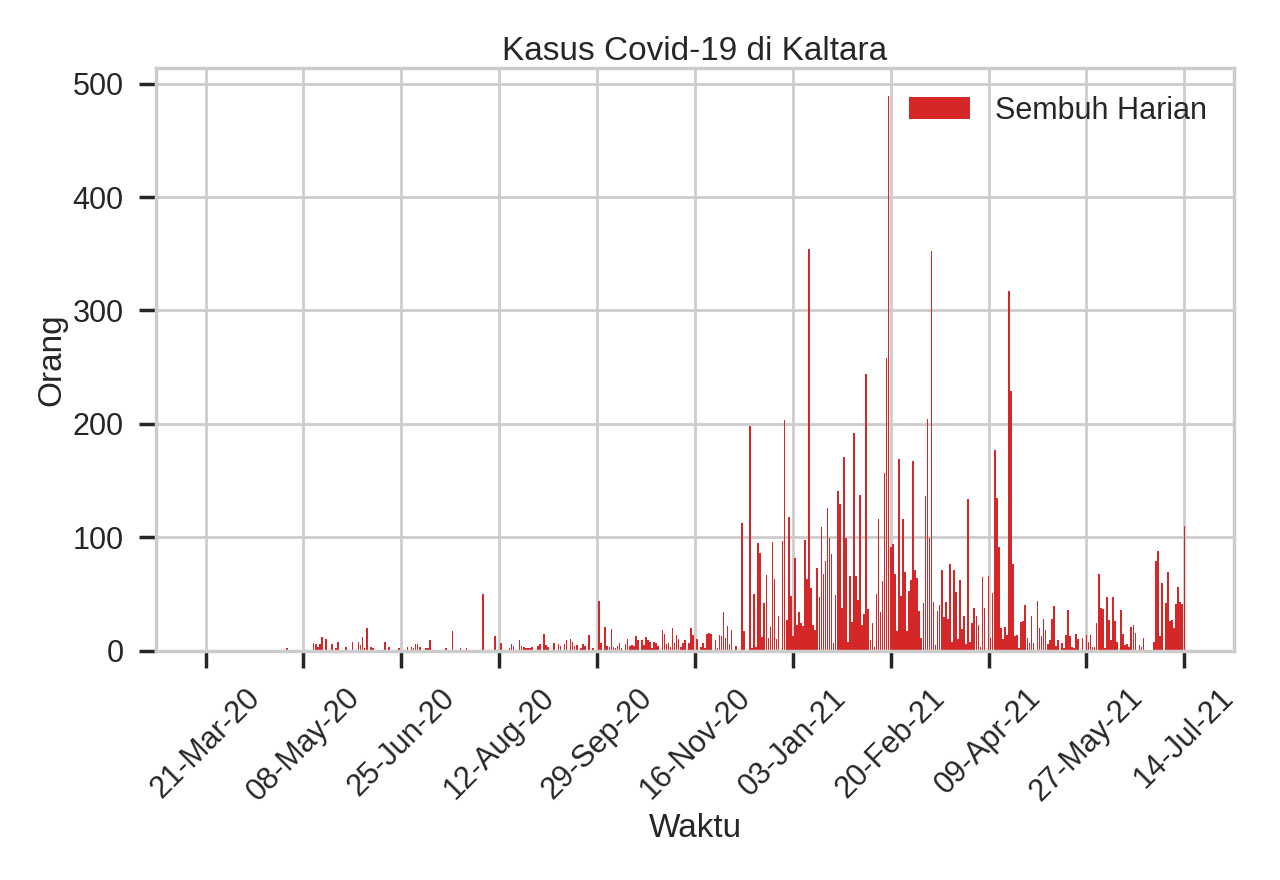 Kasus Covid-19 di Kaltara
Sembuh Harian
Orang
500
400
300
200
100
0
21-Mar-20
08-May-20
25-Jun-20
12-Aug-20
29-Sep-20
16-Nov-20
03-Jan-21
20-Feb-21
09-Apr-21
27-May-21
14-Jul-21
Waktu